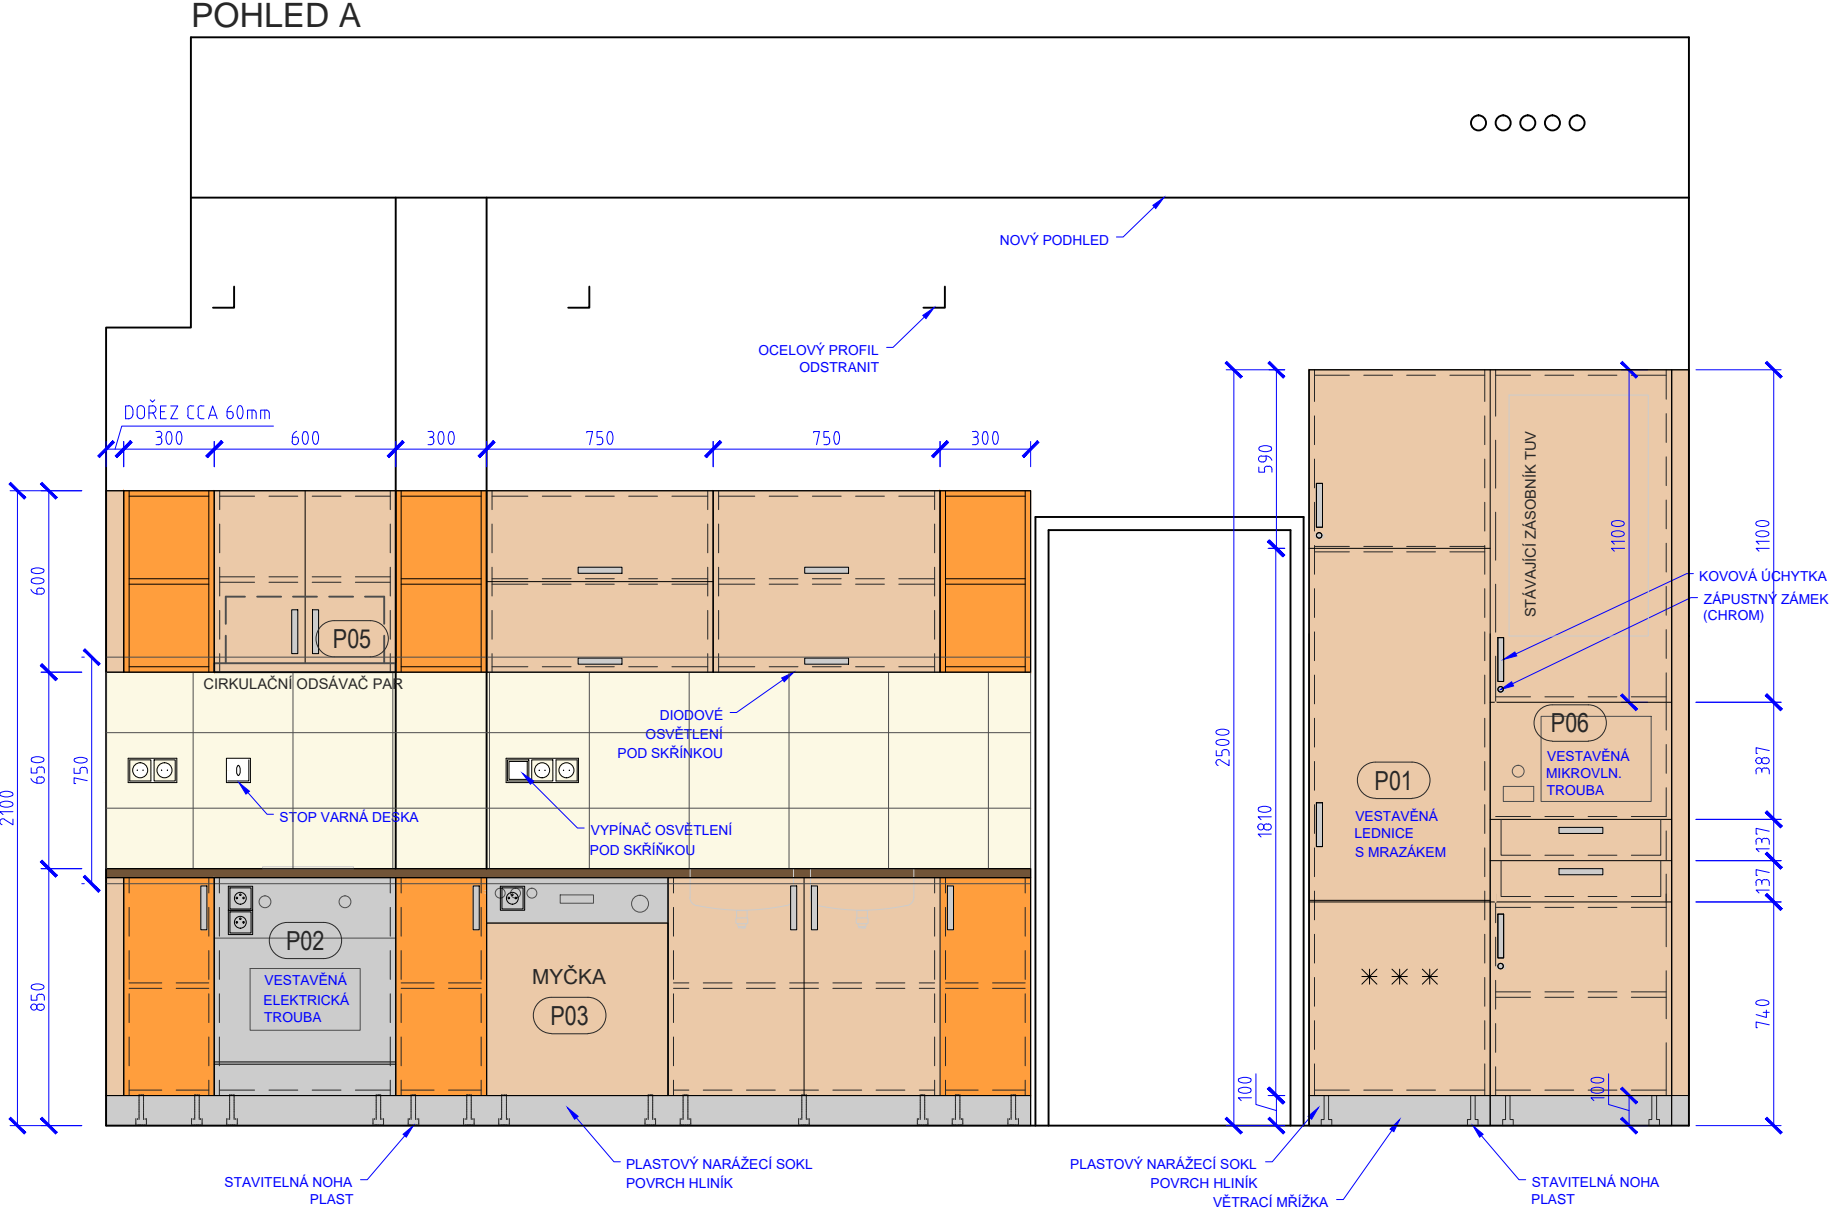 POHLED A
NOVÝ PODHLED
OCELOVÝ PROFIL
ODSTRANIT
DOŘEZ CCA 60mm
300
600
300
750
750
300
2100
600
650
850
750
P05
CIRKULAČNÍ ODSÁVAČ PAR
DIODOVÉ
OSVĚTLENÍ
POD SKŘÍNKOU
STOP VARNÁ DESKA
VYPÍNAČ OSVĚTLENÍ
POD SKŘÍŇKOU
P02
VESTAVĚNÁ
ELEKTRICKÁ
TROUBA
MYČKA
P03
STAVITELNÁ NOHA
PLAST
PLASTOVÝ NARÁŽECÍ SOKL
POVRCH HLINÍK
2500
590
1810
100
P01
VESTAVĚNÁ
LEDNICE
S MRAZÁKEM
STÁVAJÍCÍ ZÁSOBNÍK TUV
1100
P06
VESTAVĚNÁ
MIKROVLN.
TROUBA
100
1100
387
137
137
740
KOVOVÁ ÚCHYTKA
ZÁPUSTNÝ ZÁMEK
(CHROM)
PLASTOVÝ NARÁŽECÍ SOKL
POVRCH HLINÍK
VĚTRACÍ MŘÍŽKA
STAVITELNÁ NOHA
PLAST